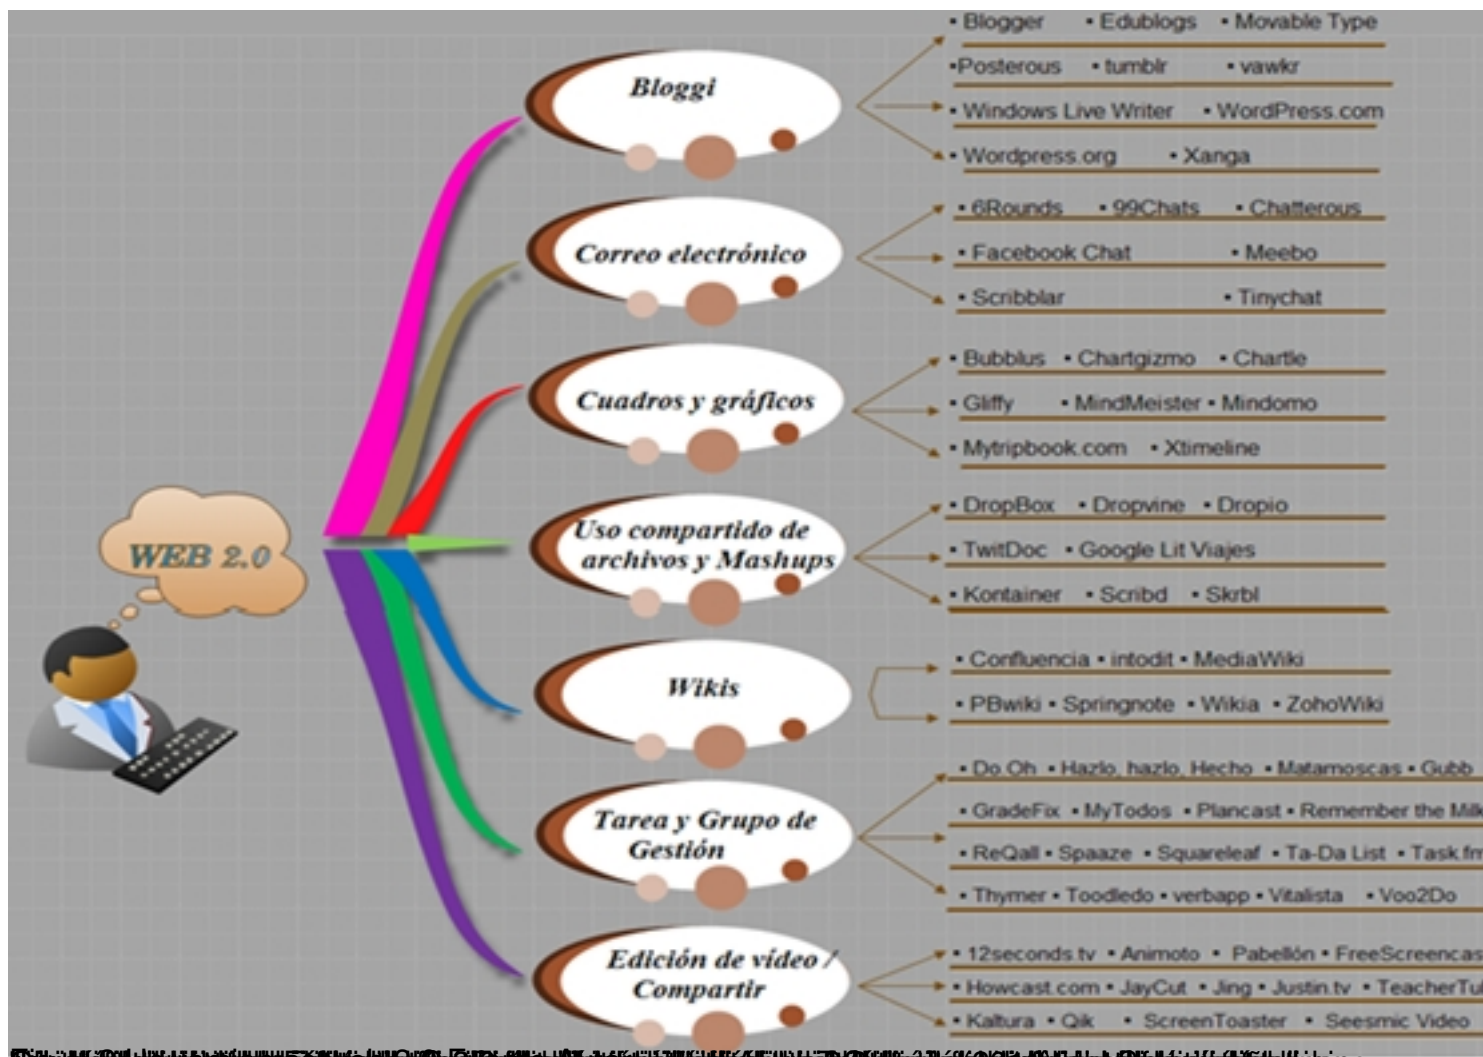 WEB 2.0
Bloggi
▪ Blogger ▪ Edublogs ▪ Movable Type
▪Posterous ▪ tumblr ▪ vawkr
▪ Windows Live Writer ▪ WordPress.com
▪ Wordpress.org ▪ Xanga
Correo electrónico
▪ 6Rounds ▪ 99Chats ▪ Chatterous
▪ Facebook Chat ▪ Meebo
▪ Scribblar ▪ Tinychat
Cuadros y gráficos
▪ Bubblus ▪ Chartgizmo ▪ Chartle
▪ Gliffy ▪ MindMeister ▪ Mindomo
▪ Mytripbook.com ▪ Xtimeline
Uso compartido de
archivos y Mashups
▪ DropBox ▪ Dropvine ▪ Dropio
▪ TwitDoc ▪ Google Lit Viajes
▪ Kontainer ▪ Scribd ▪ Skrbl
Wikis
▪ Confluencia ▪ intodit ▪ MediaWiki
▪ PBwiki ▪ Springnote ▪ Wikia ▪ ZohoWiki
Tarea y Grupo de
Gestión
▪ Do.Oh ▪ Hazlo, hazlo, Hecho ▪ Matamoscas ▪ Gubb
▪ GradeFix ▪ MyTodos ▪ Plancast ▪ Remember the Milk
▪ ReQall ▪ Spaaze ▪ Squareleaf ▪ Ta-Da List ▪ Task.fm
▪ Thymer ▪ Toodledo ▪ verbapp ▪ Vitalista ▪ Voo2Do
Edición de vídeo /
Compartir
▪ 12seconds.tv ▪ Animoto ▪ Pabellón ▪ FreeScreencas
▪ Howcast.com ▪ JayCut ▪ Jing ▪ Justin.tv ▪ TeacherTu
▪ Kaltura ▪ Qik ▪ ScreenToaster ▪ Seesmic Video